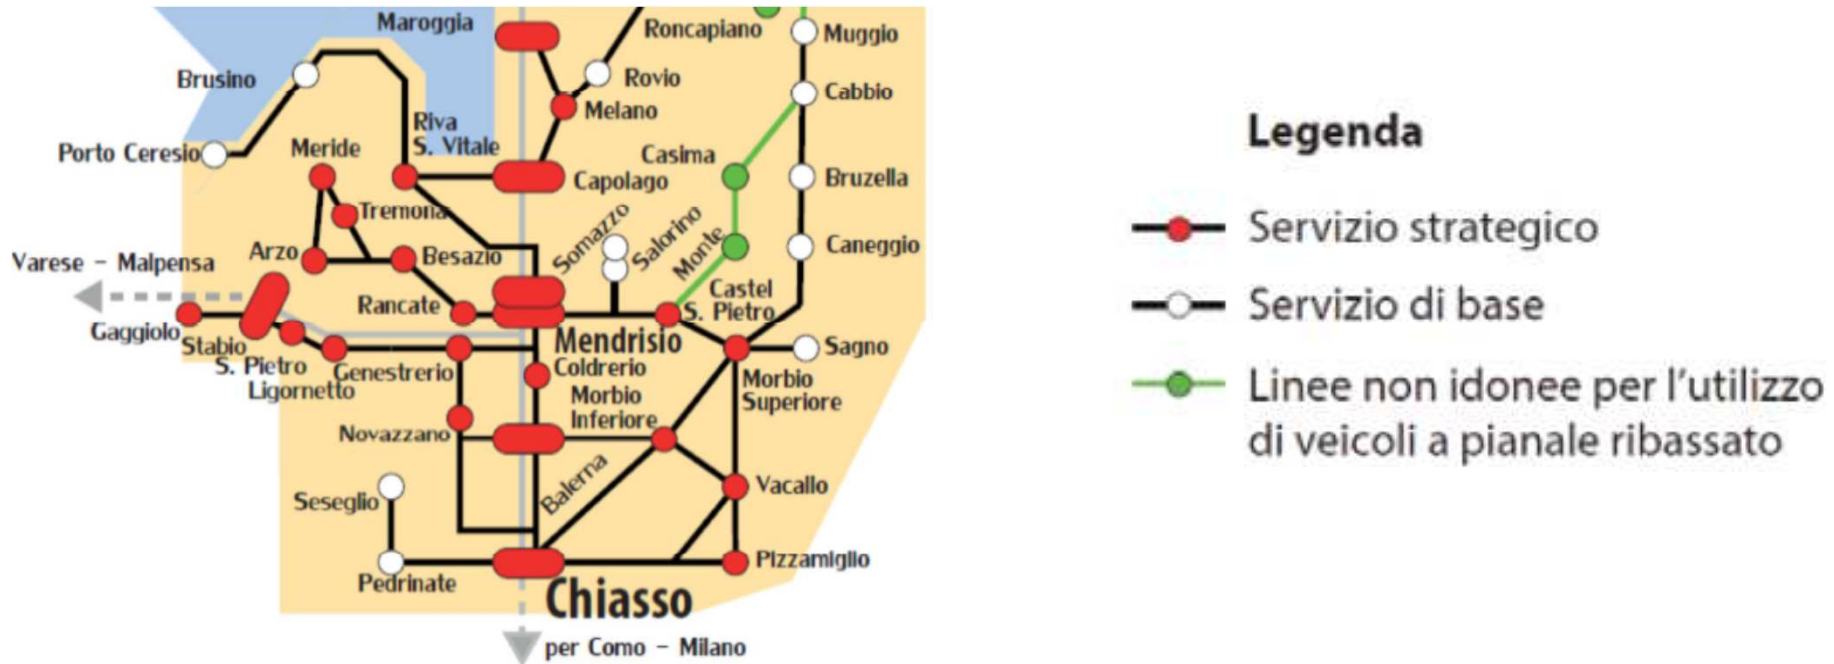 Maroggia
Roncapiano
Muggio
Brusino
Rovio
Cabbio
Melano
Riva
S. Vitale
Porto Ceresio
Meride
Casima
Capolago
Bruzella
Tremona
Somazzo
Salorino
Monte
Caneggio
Arzo
Besazio
Varese - Malpensa
Castel
S. Pietro
Rancate
Gaggiolo
Stabio
S. Pietro
Ligornetto
Genestrerio
Mendrisio
Coldrerio
Sagno
Morbio
Superiore
Morbio
Inferiore
Novazzano
Balerna
Vacallo
Seseglio
Pedrinate
Pizzamiglio
Chiasso
per Como - Milano
Legenda
Servizio strategico
Servizio di base
Linee non idonee per l'utilizzo
di veicoli a pianale ribassato